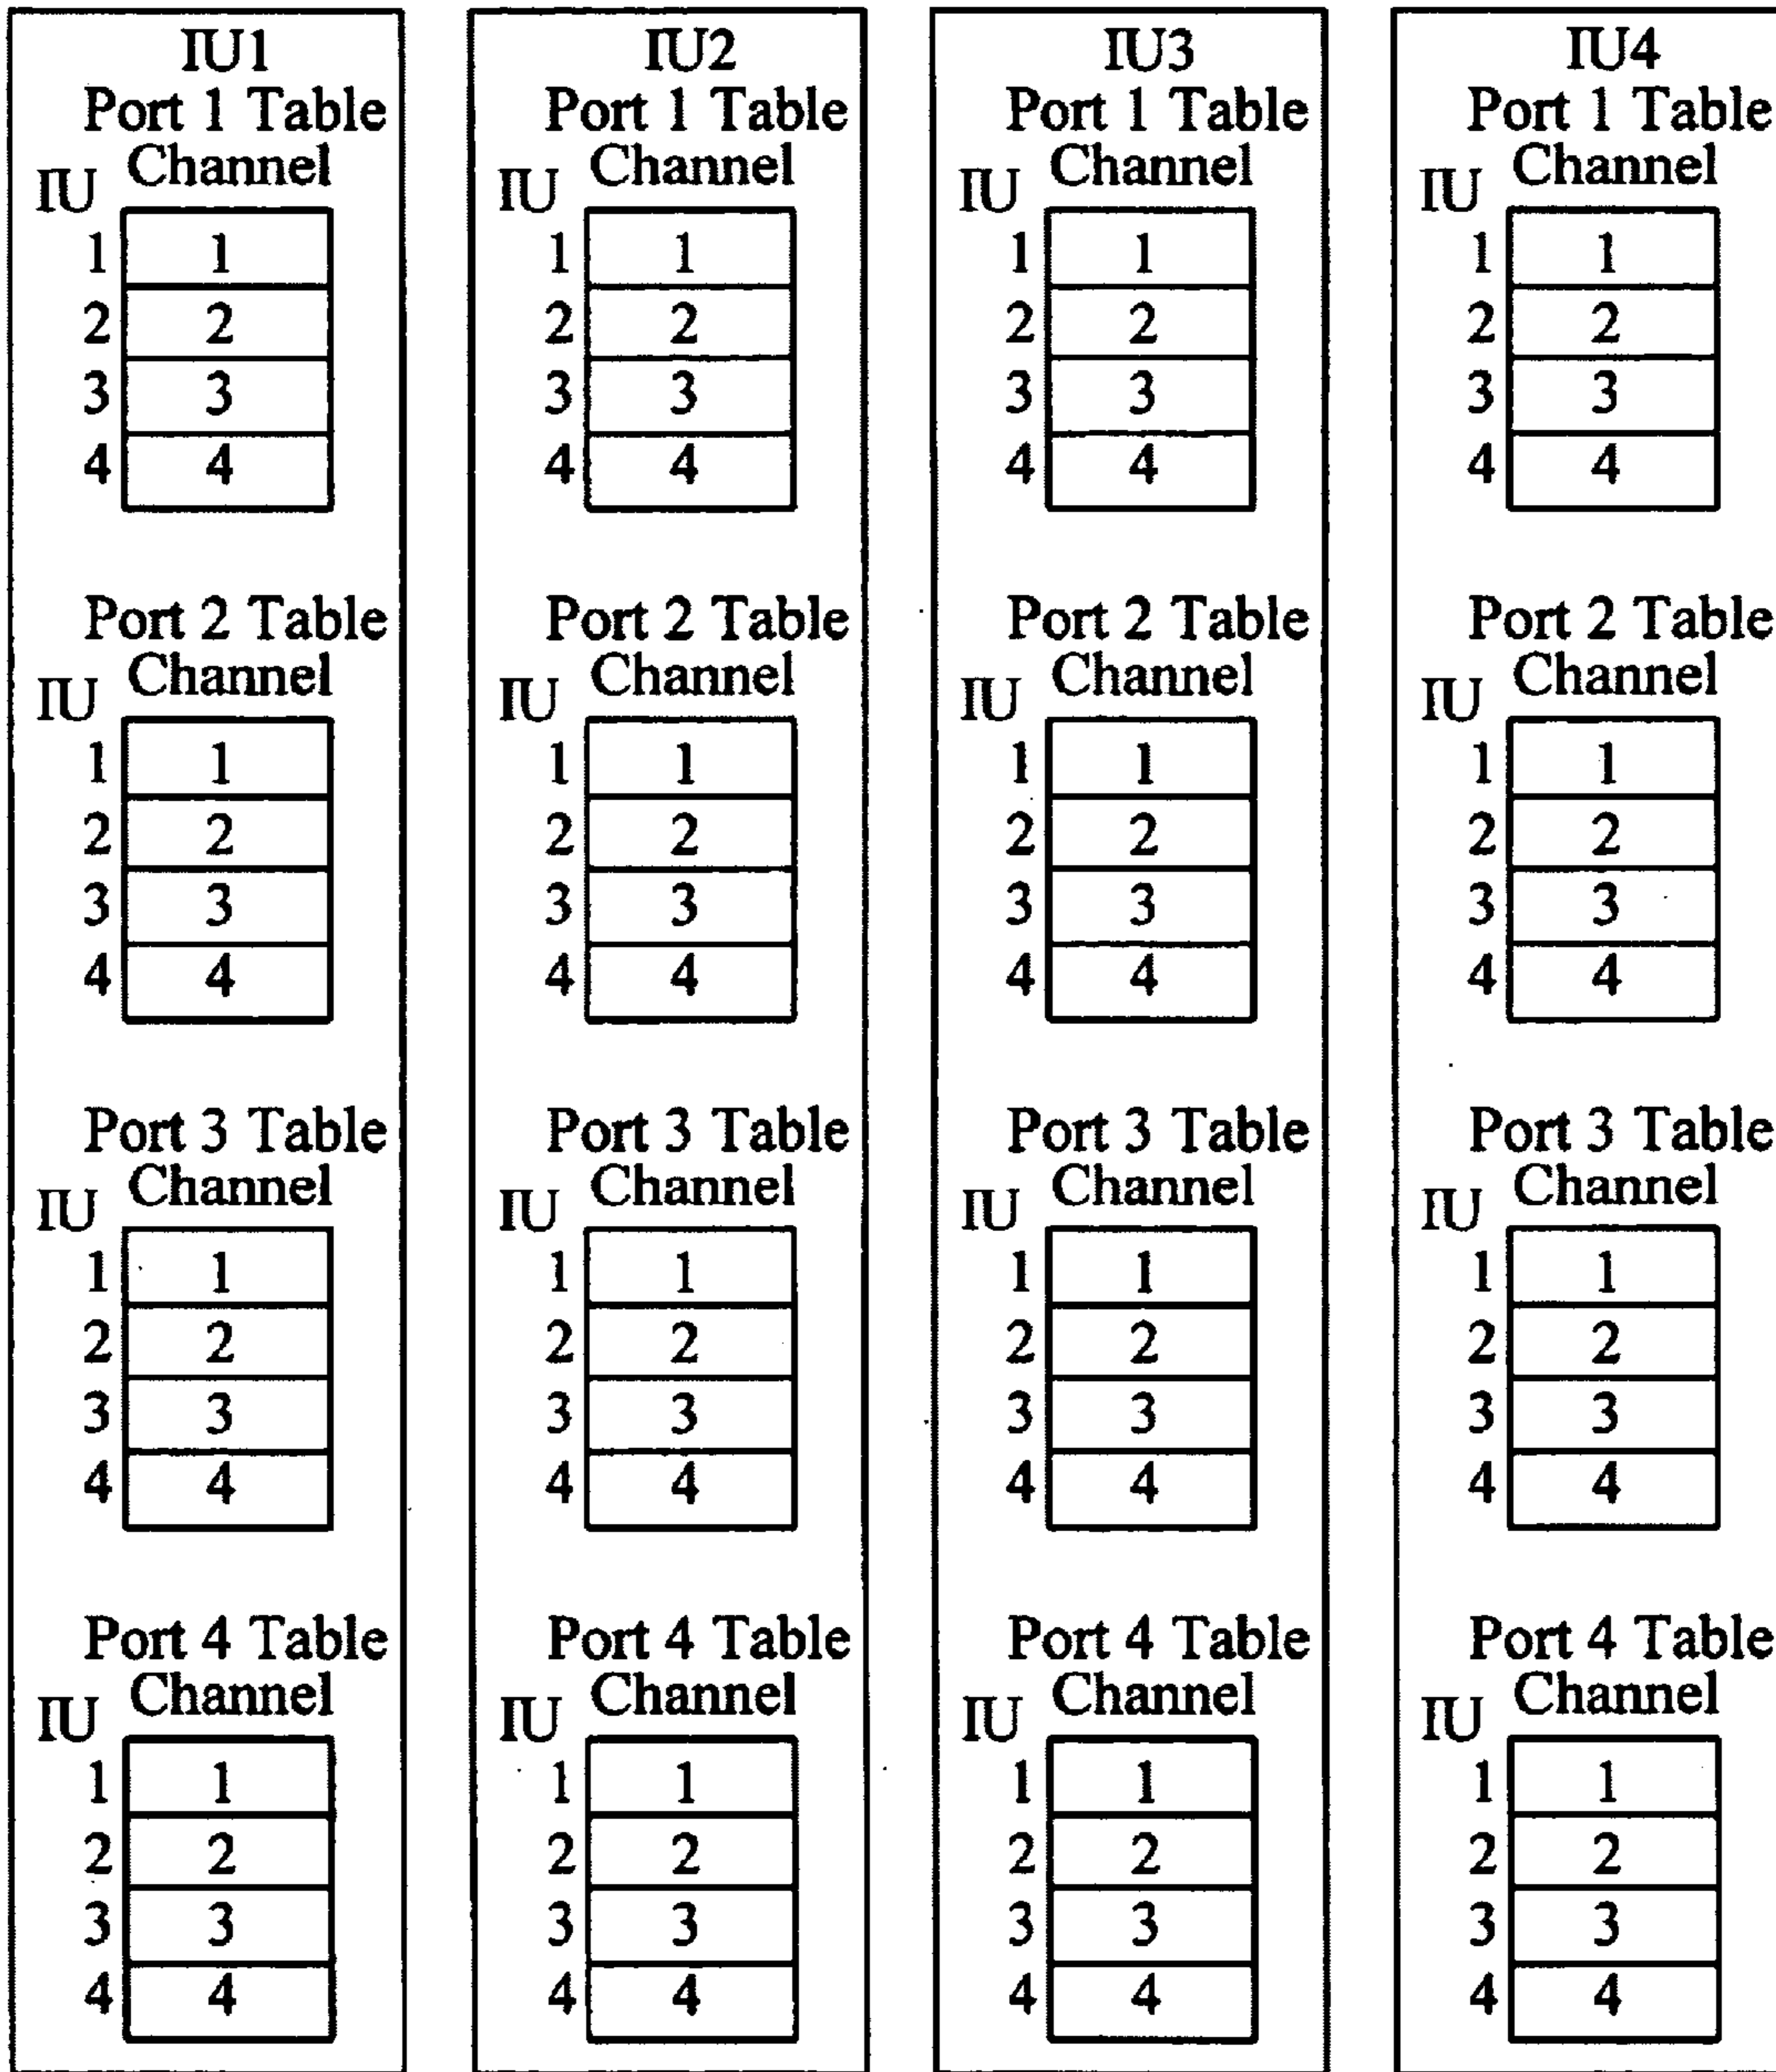 IU1
Port 1 Table
Channel
IU
1 1
2 2
3 3
4 4
Port 2 Table
Channel
IU
1 1
2 2
3 3
4 4
Port 3 Table
Channel
IU
1 1
2 2
3 3
4 4
Port 4 Table
Channel
IU
1 1
2 2
3 3
4 4
IU2
Port 1 Table
Channel
IU
1 1
2 2
3 3
4 4
Port 2 Table
Channel
IU
1 1
2 2
3 3
4 4
Port 3 Table
Channel
IU
1 1
2 2
3 3
4 4
Port 4 Table
Channel
IU
1 1
2 2
3 3
4 4
IU3
Port 1 Table
Channel
IU
1 1
2 2
3 3
4 4
Port 2 Table
Channel
IU
1 1
2 2
3 3
4 4
Port 3 Table
Channel
IU
1 1
2 2
3 3
4 4
Port 4 Table
Channel
IU
1 1
2 2
3 3
4 4
IU4
Port 1 Table
Channel
IU
1 1
2 2
3 3
4 4
Port 2 Table
Channel
IU
1 1
2 2
3 3
4 4
Port 3 Table
Channel
IU
1 1
2 2
3 3
4 4
Port 4 Table
Channel
IU
1 1
2 2
3 3
4 4